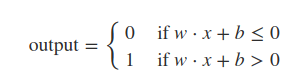 output = { 0 if w · x + b ≤ 0
1 if w · x + b > 0